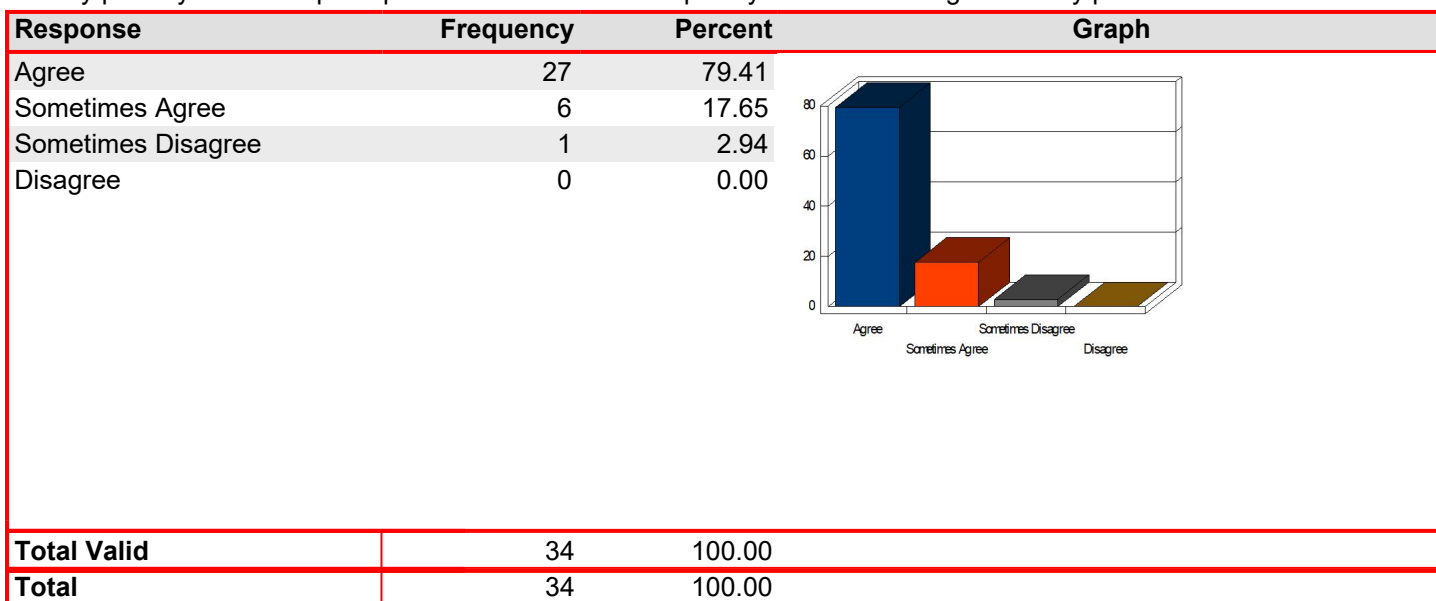 Response Frequency Percent Graph
Agree 27 79.41
Sometimes Agree 6 17.65
Sometimes Disagree 1 2.94
Disagree 0 0.00
80
60
40
20
0
Agree Sometimes Disagree
Sometimes Agree Disagree
Total Valid 34 100.00
Total 34 100.00